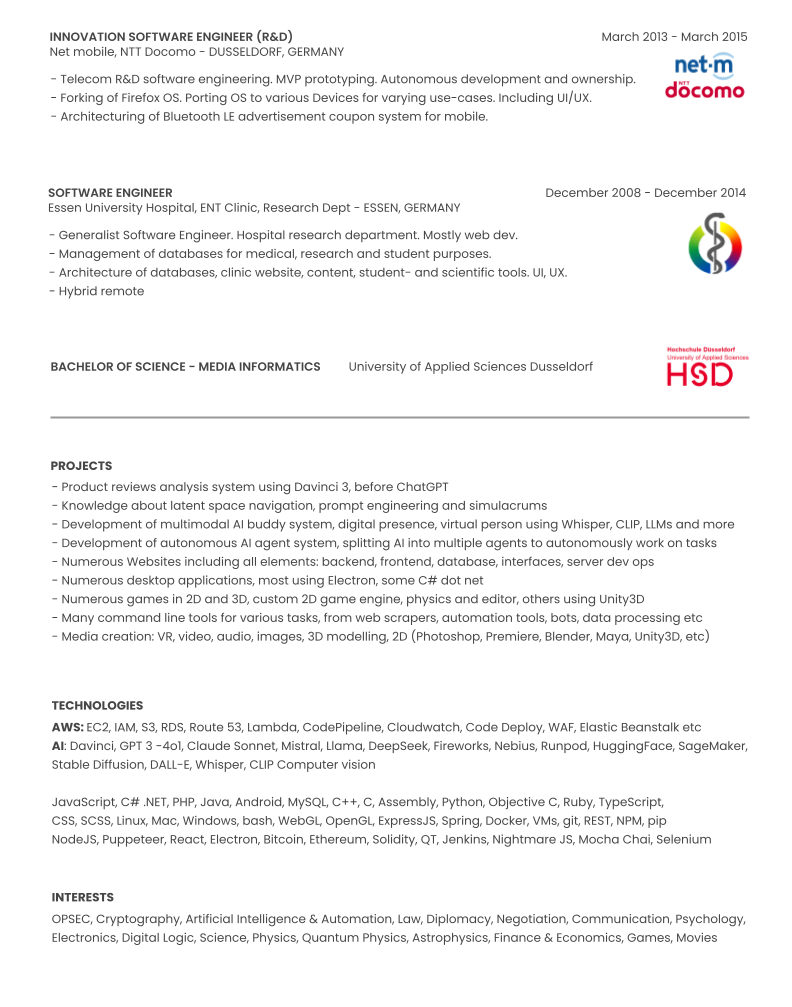 INNOVATION SOFTWARE ENGINEER (R&D) March 2013 - March 2015
Net mobile, NTT Docomo - DUSSELDORF, GERMANY
net·m
NTT
döcomo
- Telecom R&D software engineering. MVP prototyping. Autonomous development and ownership.
- Forking of Firefox OS. Porting OS to various Devices for varying use-cases. Including UI/UX.
- Architecturing of Bluetooth LE advertisement coupon system for mobile.
SOFTWARE ENGINEER December 2008 - December 2014
Essen University Hospital, ENT Clinic, Research Dept - ESSEN, GERMANY
- Generalist Software Engineer. Hospital research department. Mostly web dev.
- Management of databases for medical, research and student purposes.
- Architecture of databases, clinic website, content, student- and scientific tools. UI, UX.
- Hybrid remote
BACHELOR OF SCIENCE - MEDIA INFORMATICS University of Applied Sciences Dusseldorf
Hochschule Düsseldorf
University of Applied Sciences
HSD
PROJECTS
- Product reviews analysis system using Davinci 3, before ChatGPT
- Knowledge about latent space navigation, prompt engineering and simulacrums
- Development of multimodal AI buddy system, digital presence, virtual person using Whisper, CLIP, LLMs and more
- Development of autonomous AI agent system, splitting AI into multiple agents to autonomously work on tasks
- Numerous Websites including all elements: backend, frontend, database, interfaces, server dev ops
- Numerous desktop applications, most using Electron, some C# dot net
- Numerous games in 2D and 3D, custom 2D game engine, physics and editor, others using Unity3D
- Many command line tools for various tasks, from web scrapers, automation tools, bots, data processing etc
- Media creation: VR, video, audio, images, 3D modelling, 2D (Photoshop, Premiere, Blender, Maya, Unity3D, etc)
TECHNOLOGIES
AWS: EC2, IAM, S3, RDS, Route 53, Lambda, CodePipeline, Cloudwatch, Code Deploy, WAF, Elastic Beanstalk etc
AI: Davinci, GPT 3 -4o1, Claude Sonnet, Mistral, Llama, DeepSeek, Fireworks, Nebius, Runpod, HuggingFace, SageMaker,
Stable Diffusion, DALL-E, Whisper, CLIP Computer vision
JavaScript, C# .NET, PHP, Java, Android, MySQL, C++, C, Assembly, Python, Objective C, Ruby, TypeScript,
CSS, SCSS, Linux, Mac, Windows, bash, WebGL, OpenGL, ExpressJS, Spring, Docker, VMs, git, REST, NPM, pip
NodeJS, Puppeteer, React, Electron, Bitcoin, Ethereum, Solidity, QT, Jenkins, Nightmare JS, Mocha Chai, Selenium
INTERESTS
OPSEC, Cryptography, Artificial Intelligence & Automation, Law, Diplomacy, Negotiation, Communication, Psychology,
Electronics, Digital Logic, Science, Physics, Quantum Physics, Astrophysics, Finance & Economics, Games, Movies